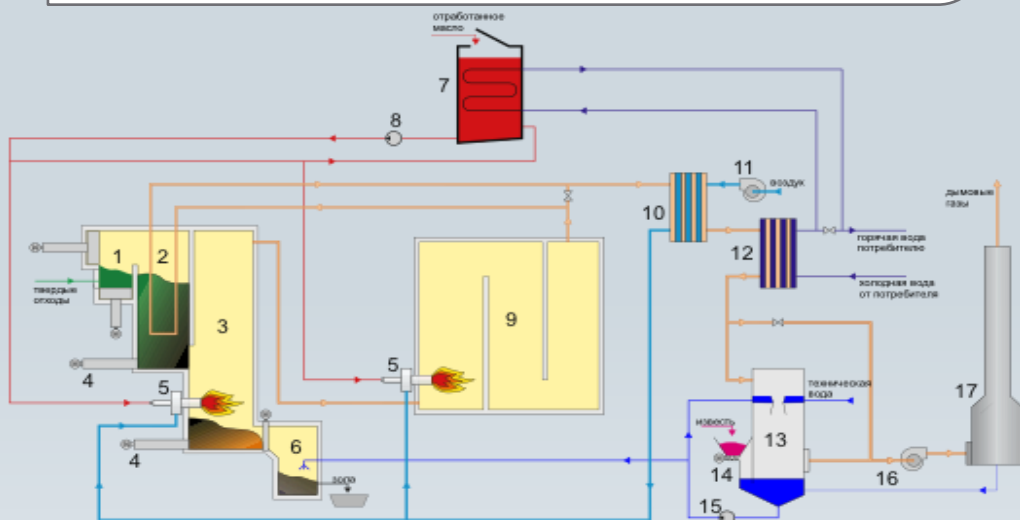 отработанное
масло
7
8
11
воздух
дымовые
газы
10
1
2
12
горячая вода
потребителю
твердые
отходы
холодная вода
от потребителя
3
9
4
5
5
техническая
вода
17
известь
13
4
6
14
16
зола
15